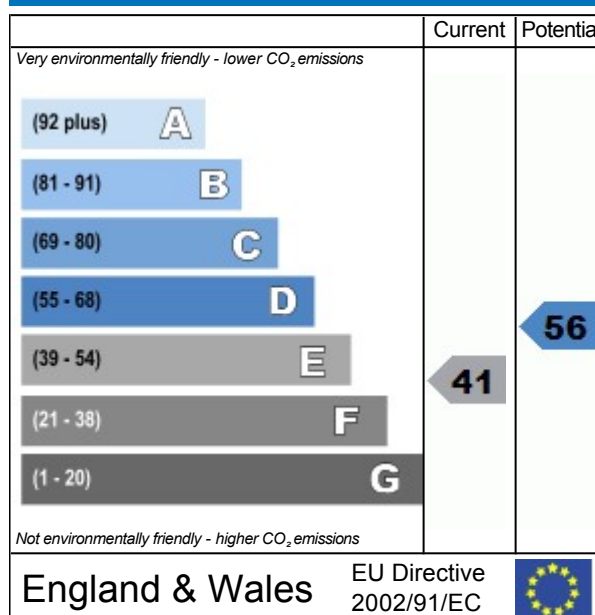 Current Potentia
Very environmentally friendly - lower CO₂ emissions
(92 plus) A
(81 - 91) B
(69 - 80) C
(55 - 68) D
56
(39 - 54) E
41
(21 - 38) F
(1 - 20) G
Not environmentally friendly - higher CO₂ emissions
England & Wales
EU Directive
2002/91/EC